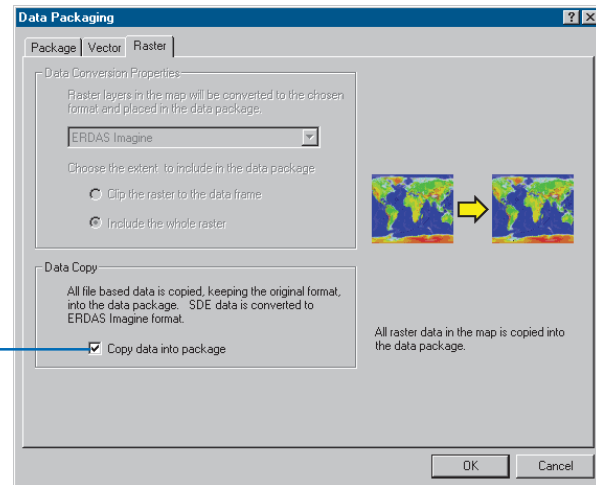 Data Packaging
Package Vector Raster
Data Conversion Properties
Raster layers in the map will be converted to the chosen
format and placed in the data package.
ERDAS Imagine
Choose the extent to include in the data package
Clip the raster to the data frame
Include the whole raster
Data Copy
All file based data is copied, keeping the original format,
into the data package. SDE data is converted to
ERDAS Imagine format.
Copy data into package
All raster data in the map is copied into
the data package.
OK Cancel